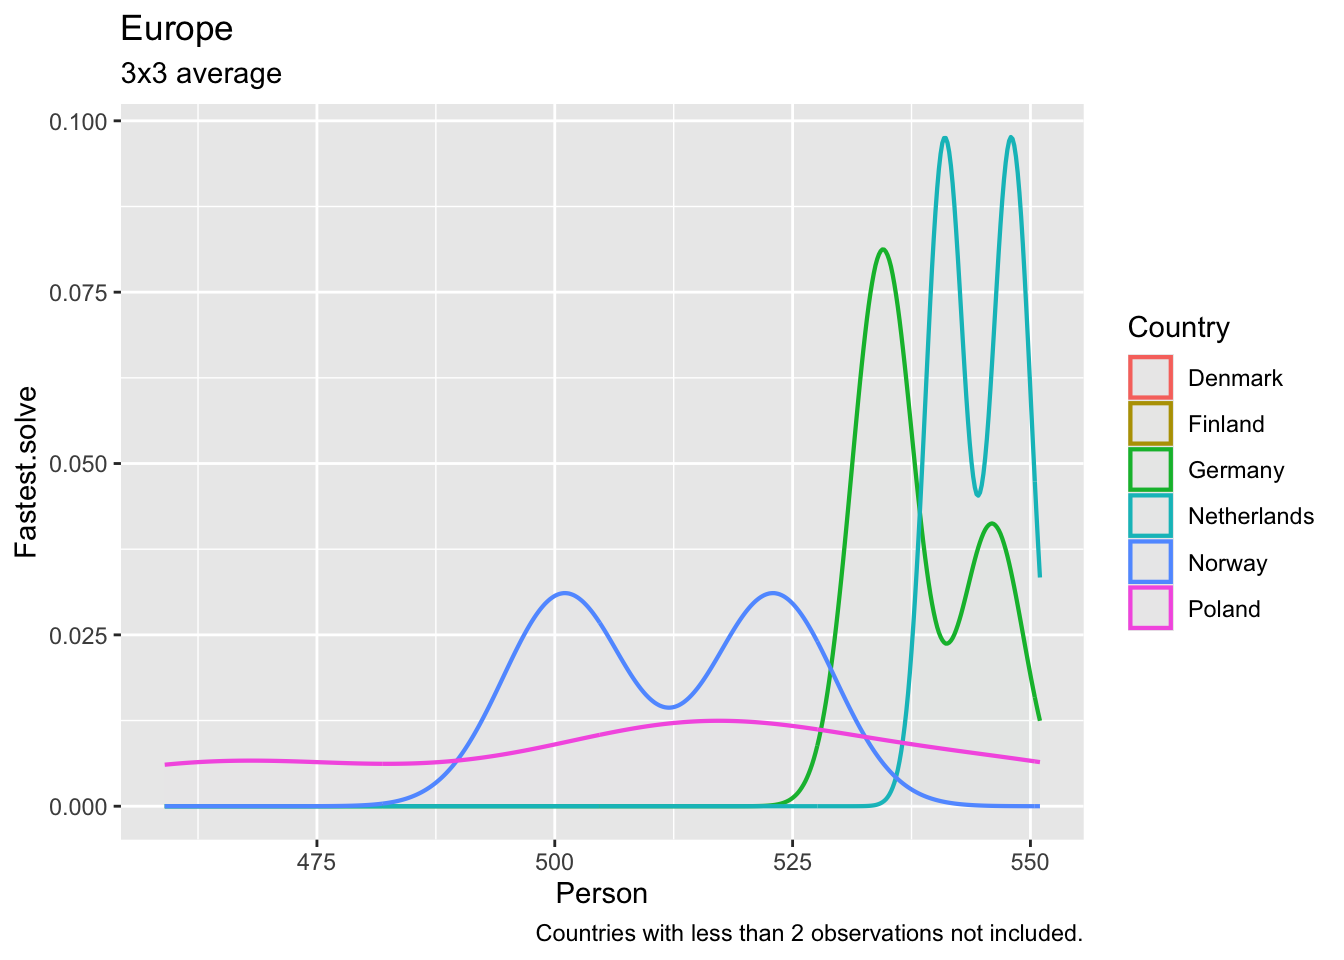 Europe
3x3 average
0.100
0.075
0.050
0.025
0.000
Fastest.solve
475 500 525 550
Person
Countries with less than 2 observations not included.
Country
Denmark
Finland
Germany
Netherlands
Norway
Poland